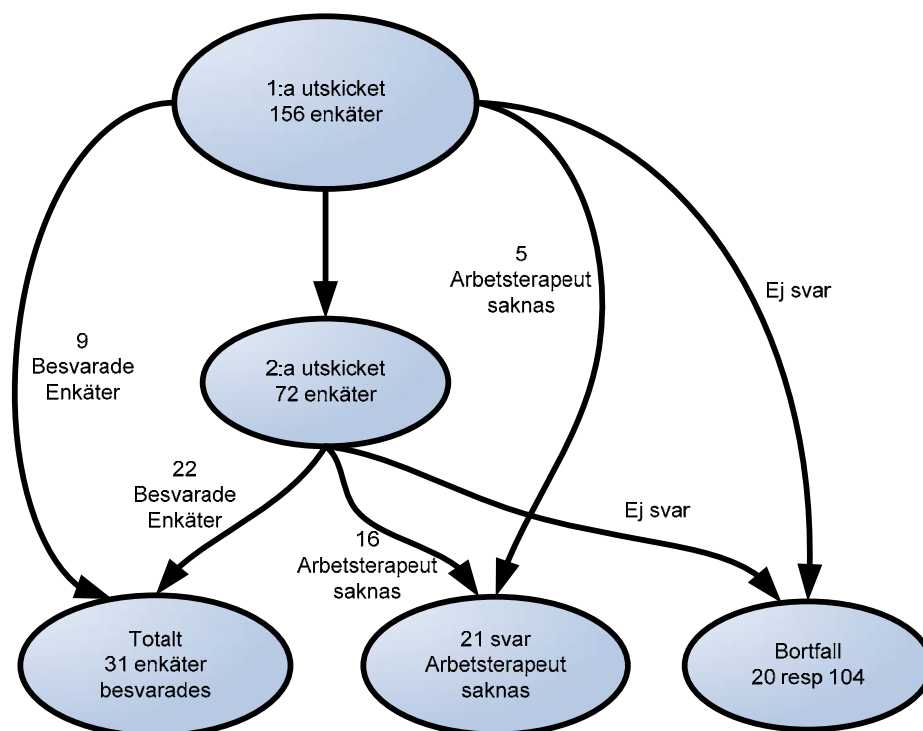 1:a utskicket
156 enkäter
5
Arbetsterapeut
saknas
Ej svar
9
Besvarade
Enkäter
2:a utskicket
72 enkäter
22
Besvarade
Enkäter
16
Arbetsterapeut
saknas
Ej svar
Totalt
31 enkäter
besvarades
21 svar
Arbetsterapeut
saknas
Bortfall
20 resp 104